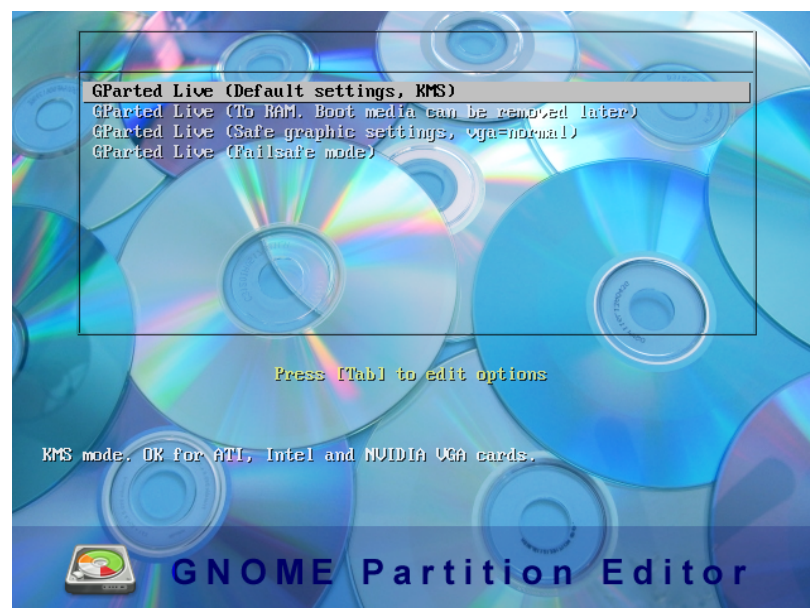 GParted Live (Default settings, KMS)
GParted Live (To RAM. Boot media can be removed later)
GParted Live (Safe graphic settings, vga=normal)
GParted Live (Failsafe mode)
Press [Tab] to edit options
KMS mode. OK for ATI, Intel and NVIDIA VGA cards.
GNOME Partition Editor